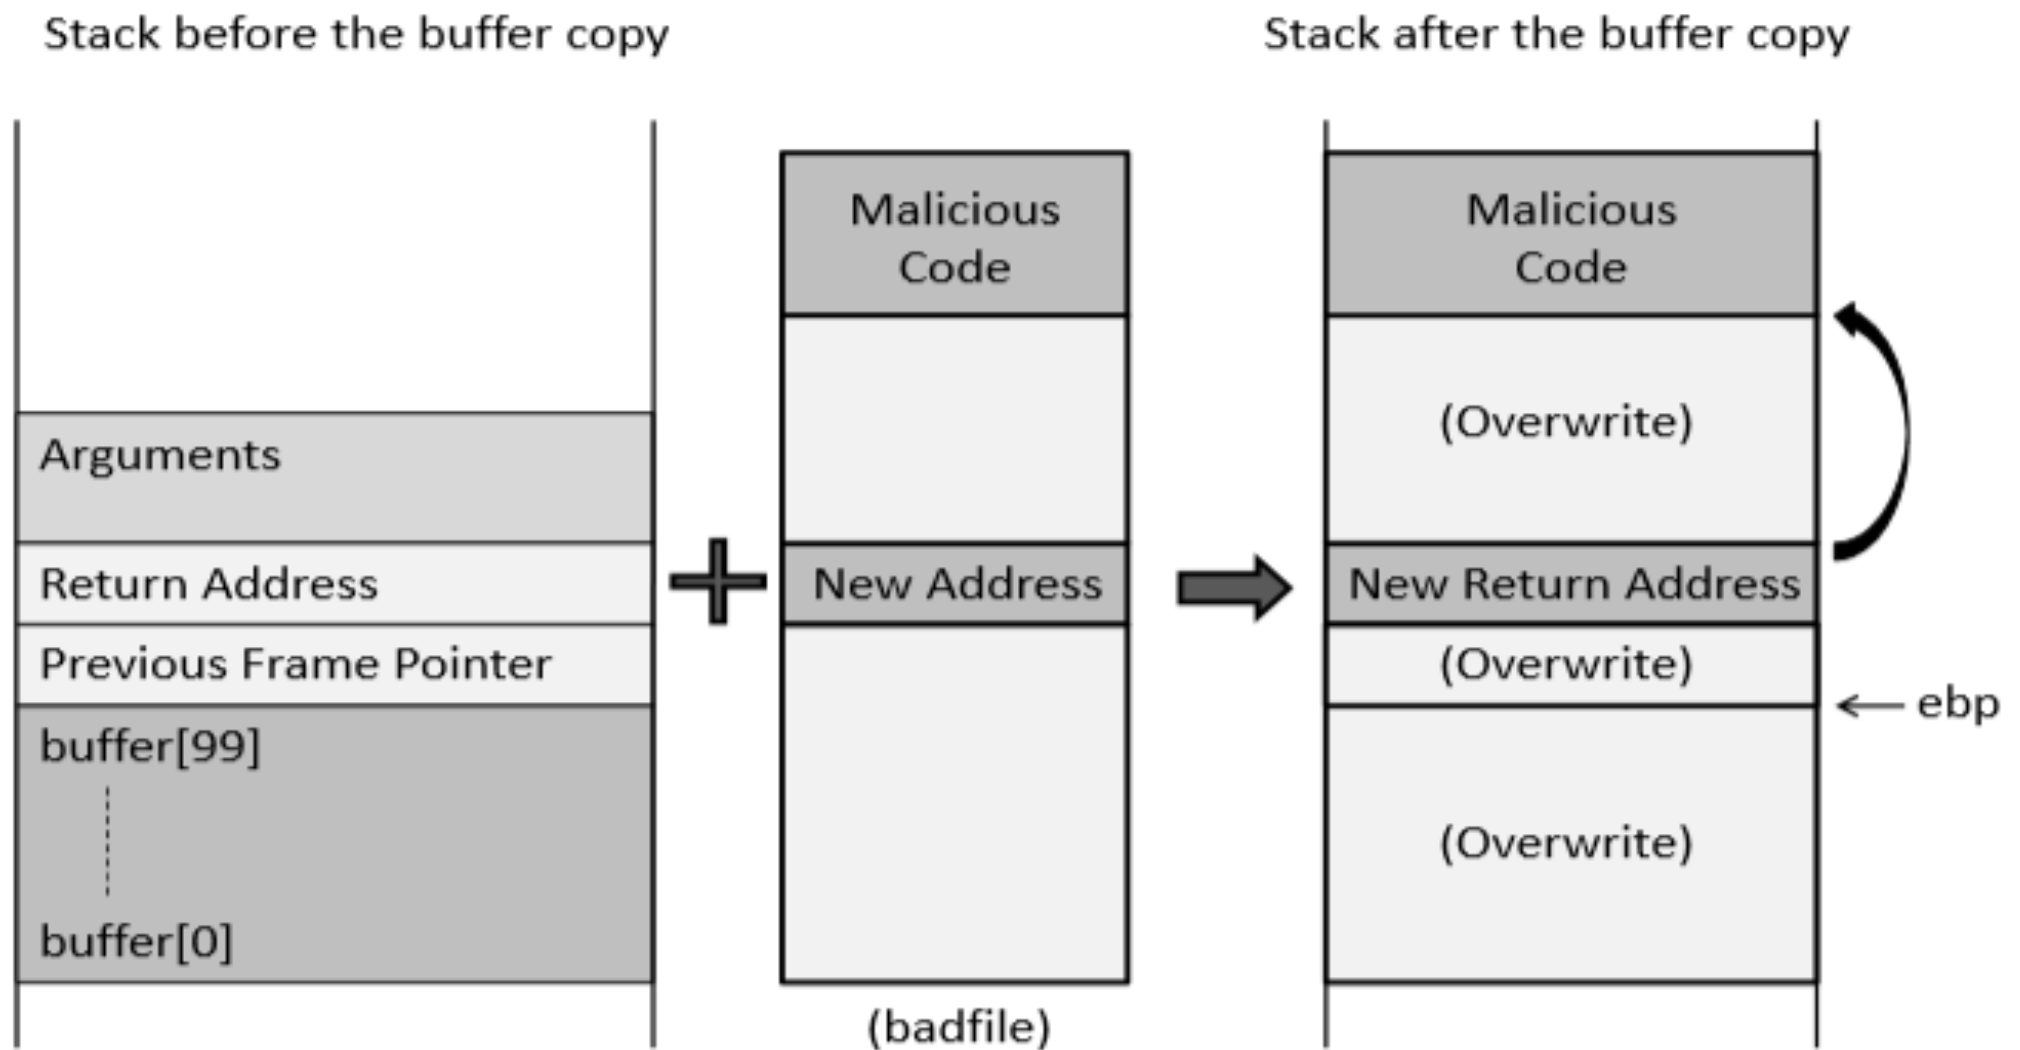 Stack before the buffer copy
Stack after the buffer copy
Arguments
Return Address
Previous Frame Pointer
buffer[99]
buffer[0]
Malicious
Code
New Address
(badfile)
Malicious
Code
(Overwrite)
New Return Address
(Overwrite)
ebp
(Overwrite)